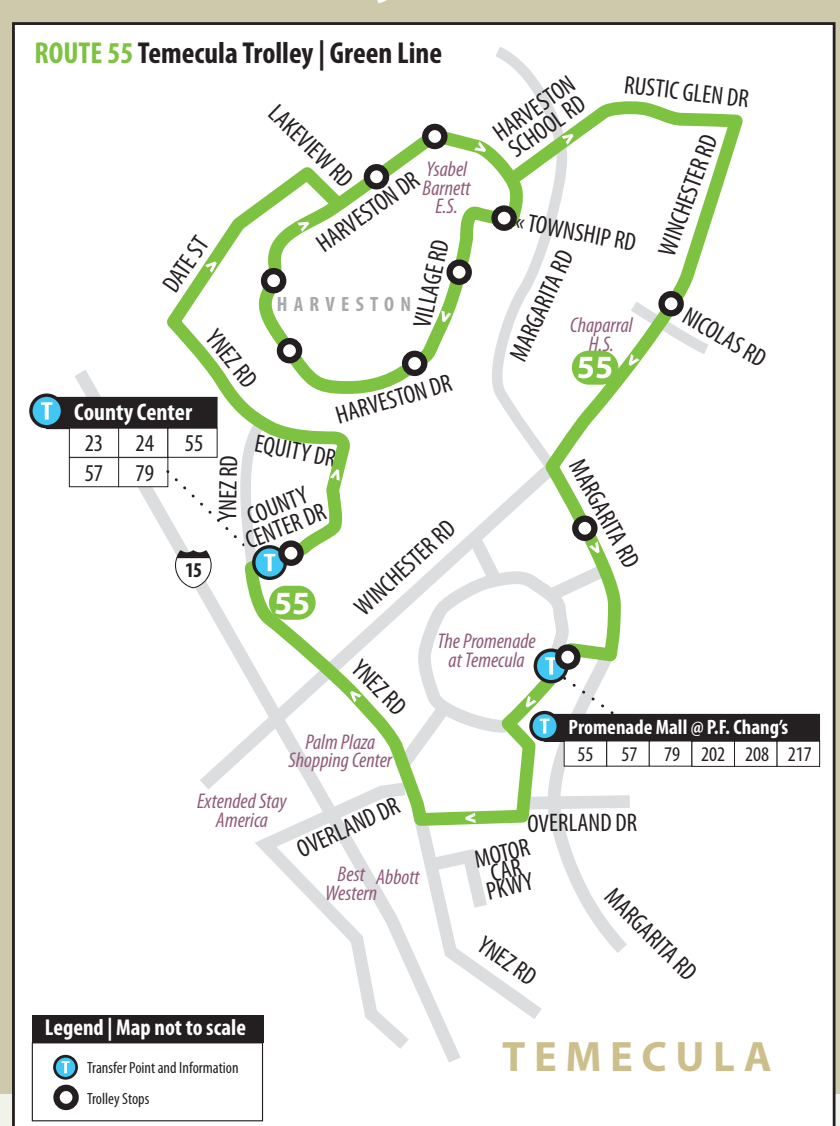 ROUTE 55 Temecula Trolley | Green Line
RUSTIC GLEN DR
HARVESTON
SCHOOL RD
LAKEVIEW RD
WINCHESTER RD
Ysabel
Barnett
E.S.
HARVESTON DR
« TOWNSHIP RD
DATE ST
VILLAGE RD
MARGARITA RD
HARVESTON
NICOLAS RD
Chaparral
H.S.
55
YNEZ RD
HARVESTON DR
T County Center
23 24 55
57 79
EQUITY DR
YNEZ RD
COUNTY
CENTER DR
MARGARITA RD
WINCHESTER RD
15
T
55
The Promenade
at Temecula
T
YNEZ RD
T Promenade Mall @ P.F. Chang's
55 57 79 202 208 217
Palm Plaza
Shopping Center
Extended Stay
America
OVERLAND DR
OVERLAND DR
MOTOR
CAR
PKWY
Best
Western
Abbott
MARGARITA RD
YNEZ RD
TEMECULA
Legend | Map not to scale
T Transfer Point and Information
Trolley Stops